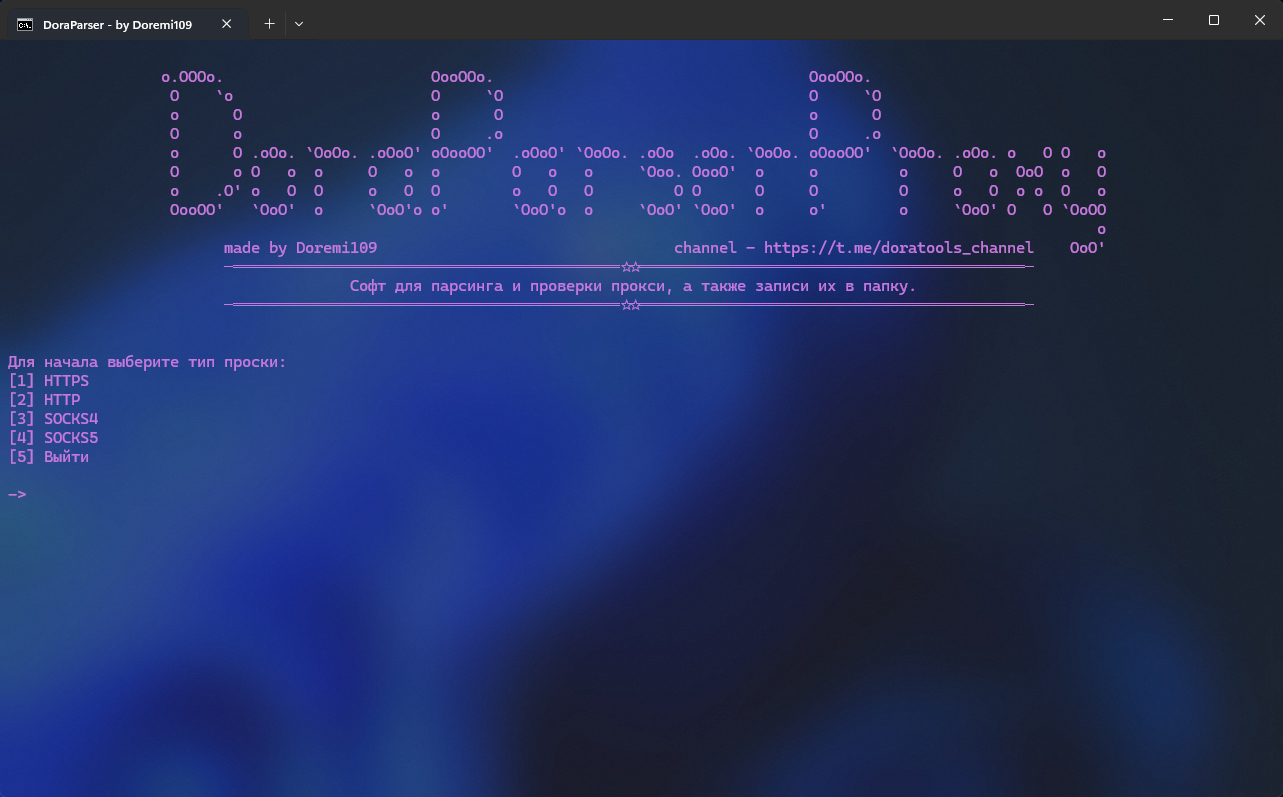 DoraParser - by Doremi109
o.OOOo.                       OooOOo.                                   OooOOo.
 O    `o                      O     `O                                  O     `O
 o      O                     o      O                                  o      O
 O      o                     O     .o                                  O     .o
 o      O .oOo. `OoOo. .oOoO' oOooOO'  .oOoO' `OoOo. .oOo  .oOo. `OoOo. oOooOO'  `OoOo. .oOo. o   O O   o
 O      o O   o  o     O   o  o        O   o   o     `Ooo. OooO'  o     o         o     O   o  OoO  o   O
 o    .O' o   O  O     o   O  O        o   O   O         O O      O     O         O     o   O  o o  O   o
 OooOO'   `OoO'  o     `OoO'o o'       `OoO'o  o     `OoO' `OoO'  o     o'        o     `OoO' O   O `OoOO
                                                                                                        o
made by Doremi109 channel - https://t.me/doratools_channel OoO'
─═══════════════════════════════════════════☆☆═══════════════════════════════════════════─
Софт для парсинга и проверки прокси, а также записи их в папку.
─═══════════════════════════════════════════☆☆═══════════════════════════════════════════─
Для начала выберите тип проски:
[1] HTTPS
[2] HTTP
[3] SOCKS4
[4] SOCKS5
[5] Выйти
->